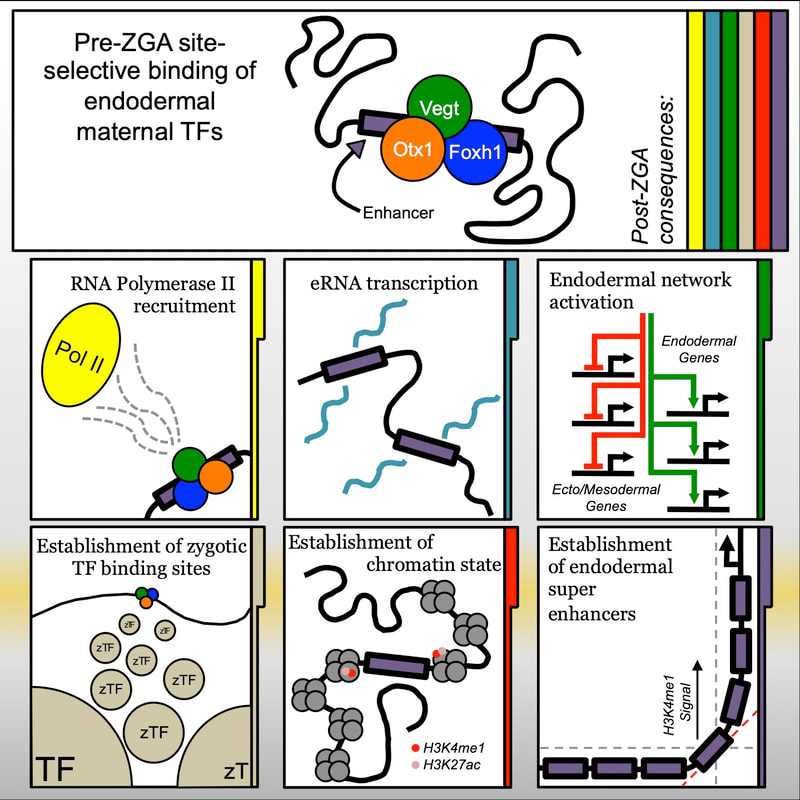 Pre-ZGA site-
selective binding of
endodermal
maternal TFs
Vegt
Otx1
Foxh1
Enhancer
Post-ZGA
consequences:
RNA Polymerase II
recruitment
Pol II
eRNA transcription
Endodermal network
activation
Endodermal
Genes
Ecto/Mesodermal
Genes
Establishment of zygotic
TF binding sites
zTF
zTF
zTF
zTF
zTF
zTF
zTF
TF
zT
Establishment of
chromatin state
H3K4me1
H3K27ac
Establishment
of endodermal
super
enhancers
H3K4me1
Signal